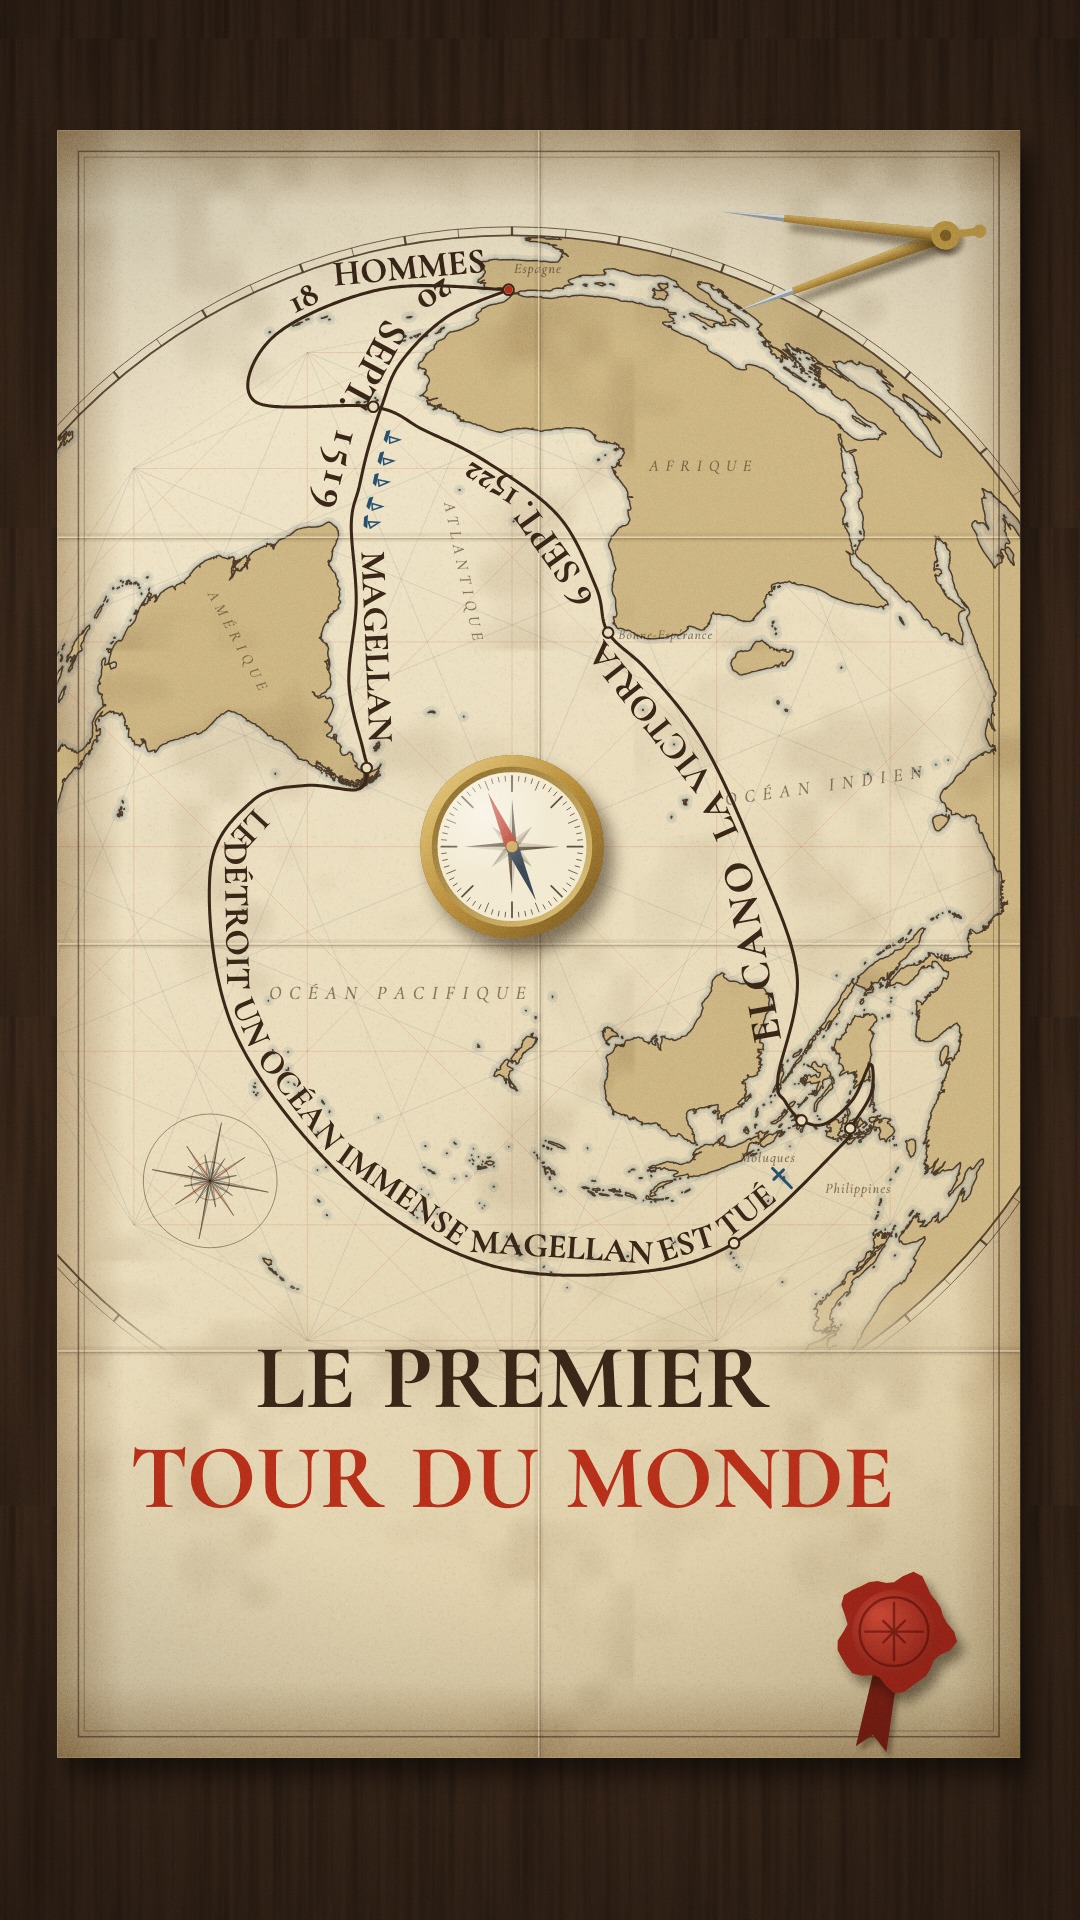 Espagne
20 SEPT. 1519 MAGELLAN
LE DÉTROIT UN OCÉAN IMMENSE MAGELLAN EST TUÉ
ELCANO LA VICTORIA 6 SEPT. 1522
18 HOMMES
AFRIQUE
ATLANTIQUE
AMÉRIQUE
Bonne-Espérance
OCÉAN INDIEN
OCÉAN PACIFIQUE
Moluques
Philippines
LE PREMIER
TOUR DU MONDE